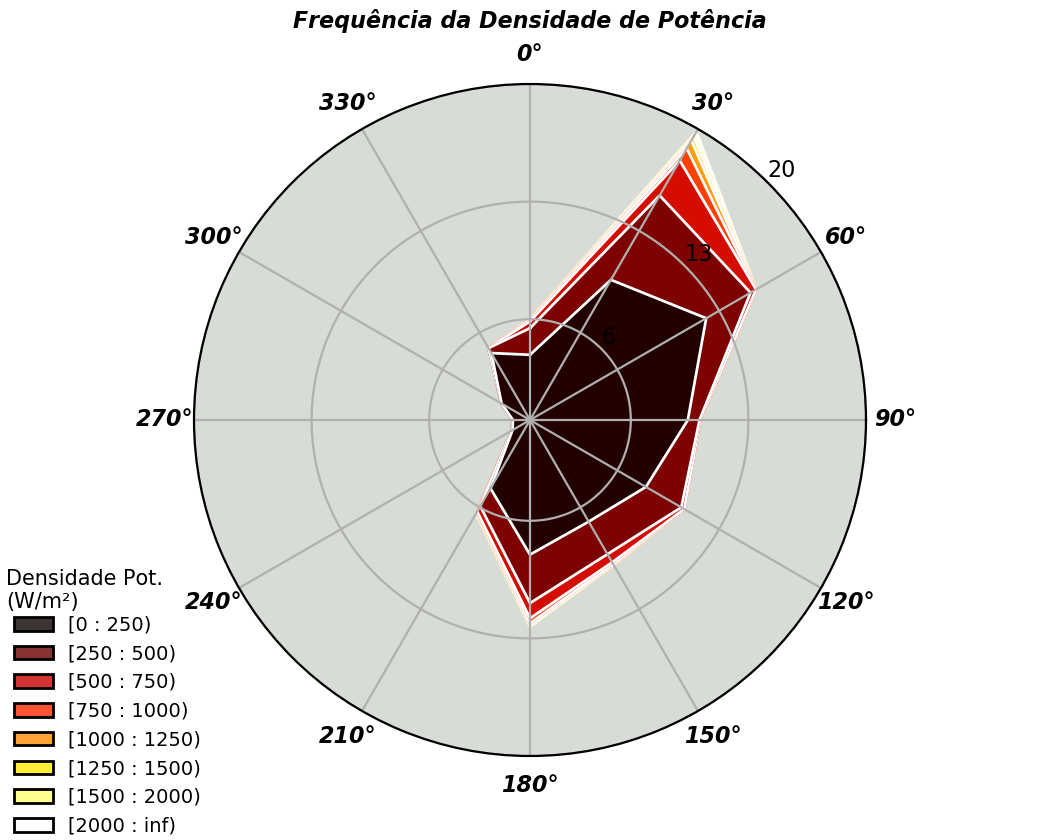 Frequência da Densidade de Potência
0°
330°
30°
20
300°
60°
13
6
270°
90°
240°
120°
210°
150°
180°
Densidade Pot.
(W/m²)
[0 : 250)
[250 : 500)
[500 : 750)
[750 : 1000)
[1000 : 1250)
[1250 : 1500)
[1500 : 2000)
[2000 : inf)